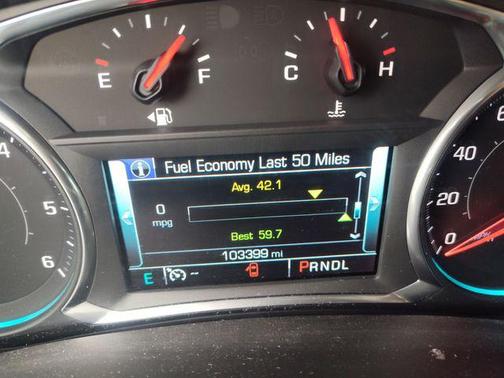 E F C H
4 5 6
60 40 20 0
i Fuel Economy Last 50 Miles
Avg. 42.1
0
mpg
Best 59.7
103399 mi
E -- PRNDL